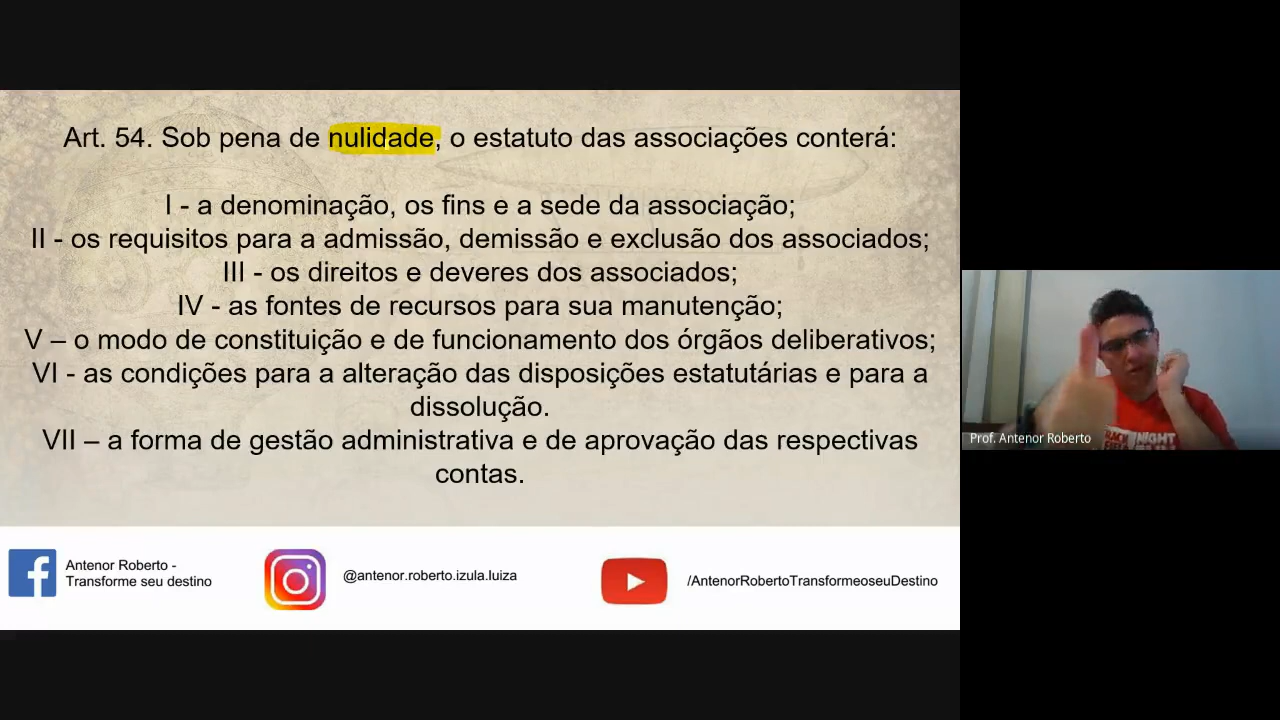 Art. 54. Sob pena de nulidade, o estatuto das associações conterá:
I - a denominação, os fins e a sede da associação;
II - os requisitos para a admissão, demissão e exclusão dos associados;
III - os direitos e deveres dos associados;
IV - as fontes de recursos para sua manutenção;
V – o modo de constituição e de funcionamento dos órgãos deliberativos;
VI - as condições para a alteração das disposições estatutárias e para a
dissolução.
VII – a forma de gestão administrativa e de aprovação das respectivas
contas.
Antenor Roberto -
Transforme seu destino
@antenor.roberto.izula.luiza
/AntenorRobertoTransformeoseuDestino
NIGHT
Prof. Antenor Roberto